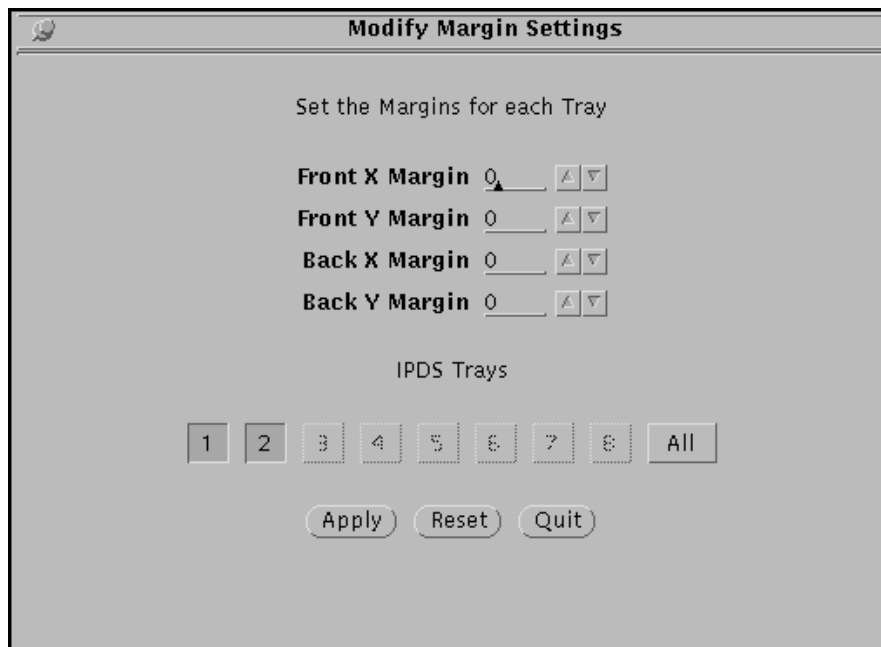 Modify Margin Settings
Set the Margins for each Tray
Front X Margin 0
Front Y Margin 0
Back X Margin 0
Back Y Margin 0
IPDS Trays
1 2 3 4 5 6 7 8 All
Apply Reset Quit